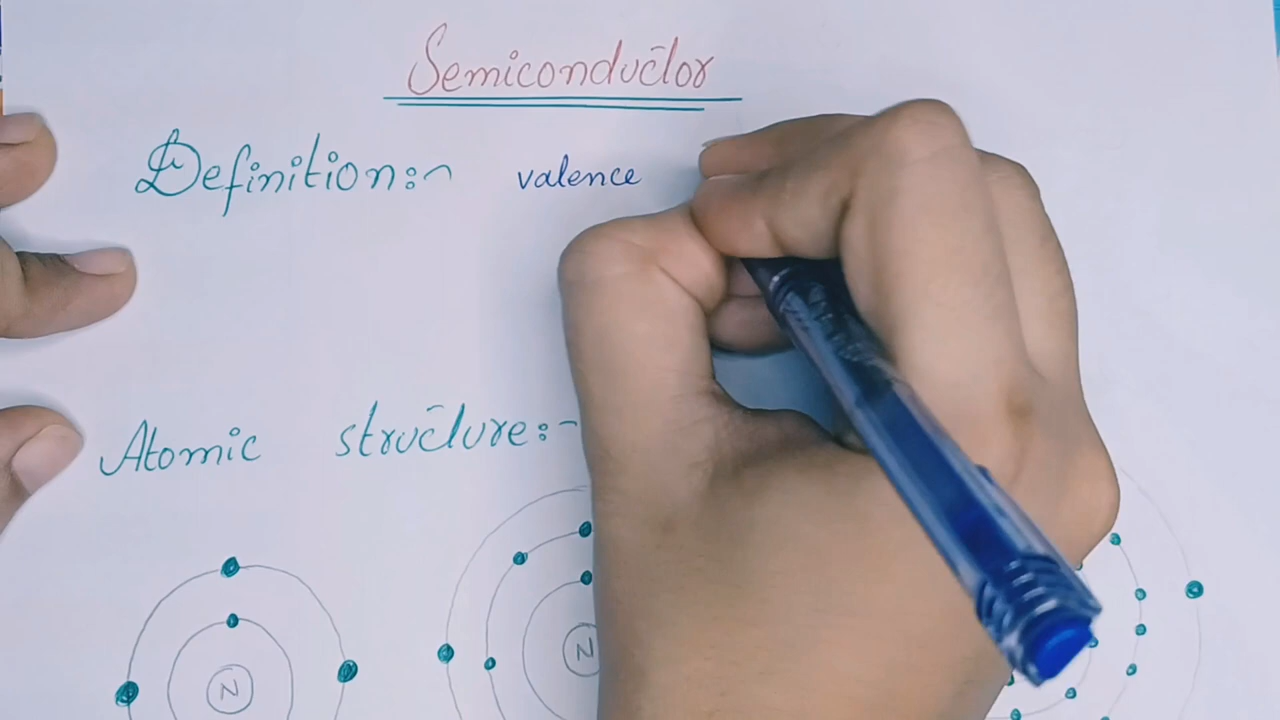 Semiconductor
Definition:- valence
Atomic structure:-
N
N